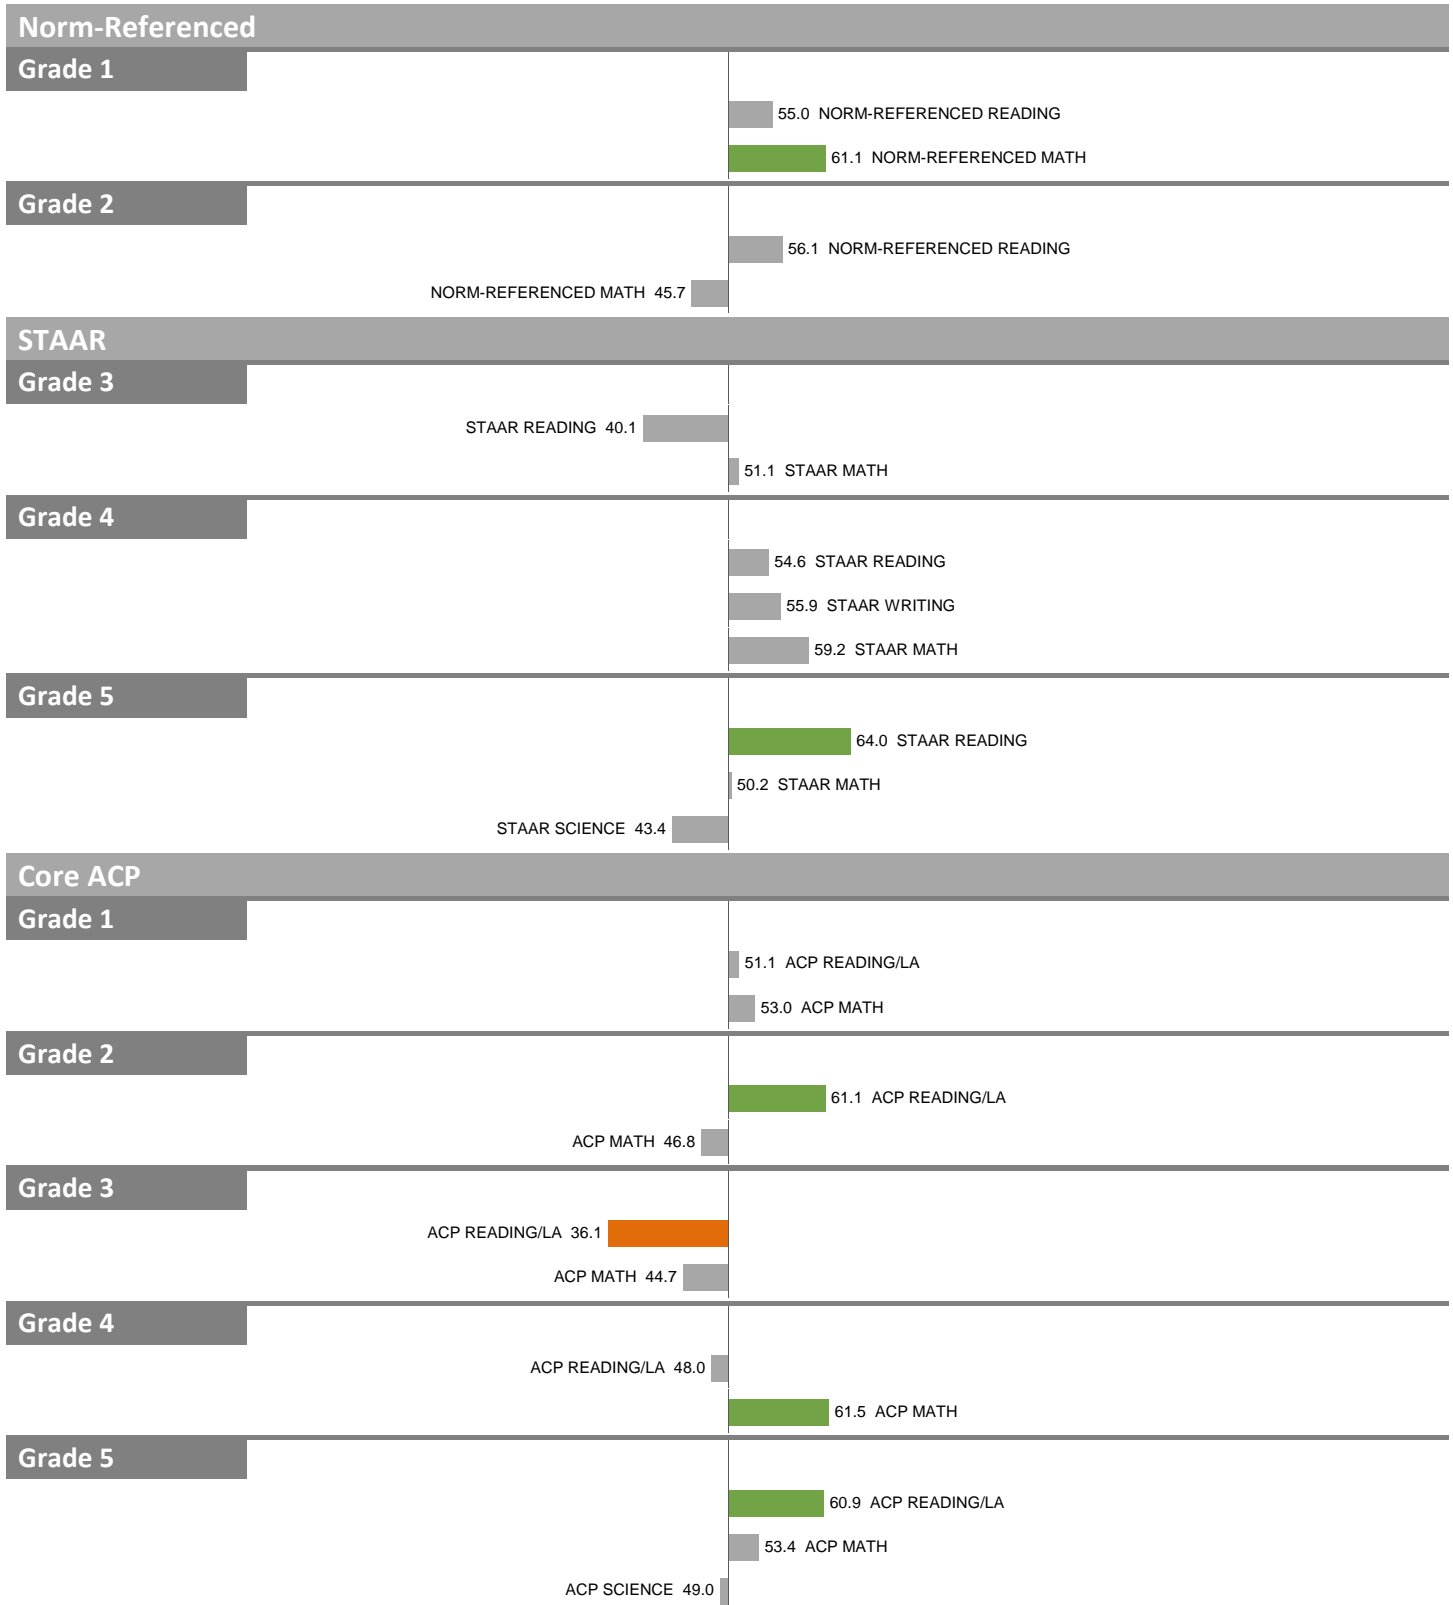 Norm-Referenced
Grade 1
55.0 NORM-REFERENCED READING
61.1 NORM-REFERENCED MATH
Grade 2
56.1 NORM-REFERENCED READING
NORM-REFERENCED MATH 45.7
STAAR
Grade 3
STAAR READING 40.1
51.1 STAAR MATH
Grade 4
54.6 STAAR READING
55.9 STAAR WRITING
59.2 STAAR MATH
Grade 5
64.0 STAAR READING
50.2 STAAR MATH
STAAR SCIENCE 43.4
Core ACP
Grade 1
51.1 ACP READING/LA
53.0 ACP MATH
Grade 2
61.1 ACP READING/LA
ACP MATH 46.8
Grade 3
ACP READING/LA 36.1
ACP MATH 44.7
Grade 4
ACP READING/LA 48.0
61.5 ACP MATH
Grade 5
60.9 ACP READING/LA
53.4 ACP MATH
ACP SCIENCE 49.0